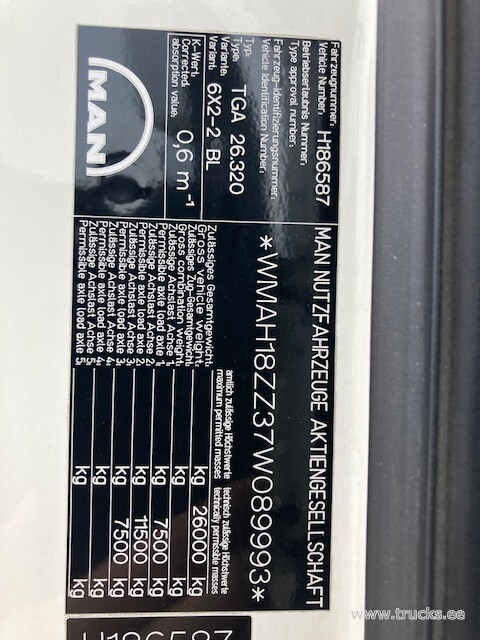 MAN NUTZFAHRZEUGE AKTIENGESELLSCHAFT
Fahrzeugnummer:
Vehicle Number: H186587
Betriebserlaubnis Nummer:
Type approval number:
Fahrzeug-Identifizierungsnummer:
Vehicle Identification Number:
*WMAH18ZZ37W089993*
Typ:
Type: TGA 26.320
Variante:
Variant: 6X2-2 BL
K-Wert:
Corrected absorption value: 0,6 m⁻¹
MAN
amtlich zulässige Höchstwerte
maximum permitted masses
technisch zulässige Höchstwerte
technically permissible masses
Zulässiges Gesamtgewicht:
Gross vehicle weight: kg 26000 kg
Zulässiges Zug-Gesamtgewicht:
Gross combination weight: kg kg
Zulässige Achslast Achse 1:
Permissible axle load axle 1: kg 7500 kg
Zulässige Achslast Achse 2:
Permissible axle load axle 2: kg 11500 kg
Zulässige Achslast Achse 3:
Permissible axle load axle 3: kg 7500 kg
Zulässige Achslast Achse 4:
Permissible axle load axle 4: kg kg
Zulässige Achslast Achse 5:
Permissible axle load axle 5: kg kg
H186587
www.trucks.ee